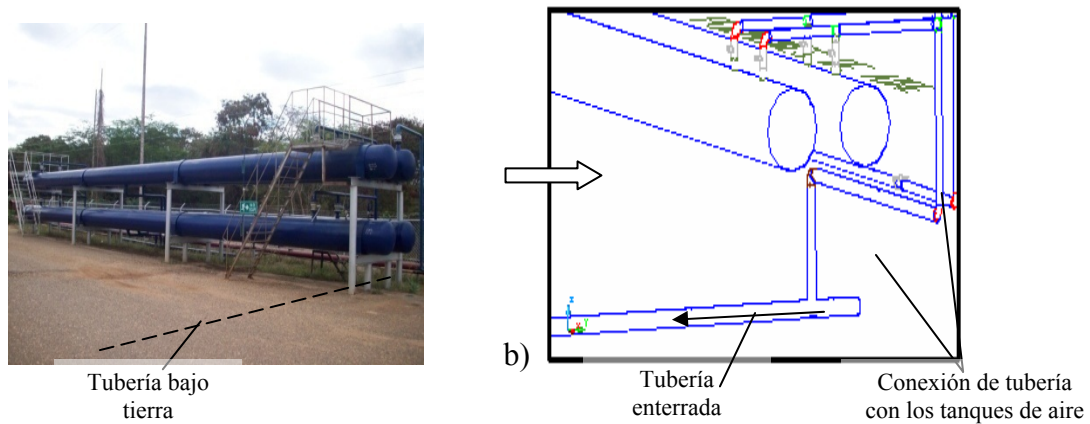 b)
Tubería bajo
tierra
Tubería
enterrada
Conexión de tubería
con los tanques de aire